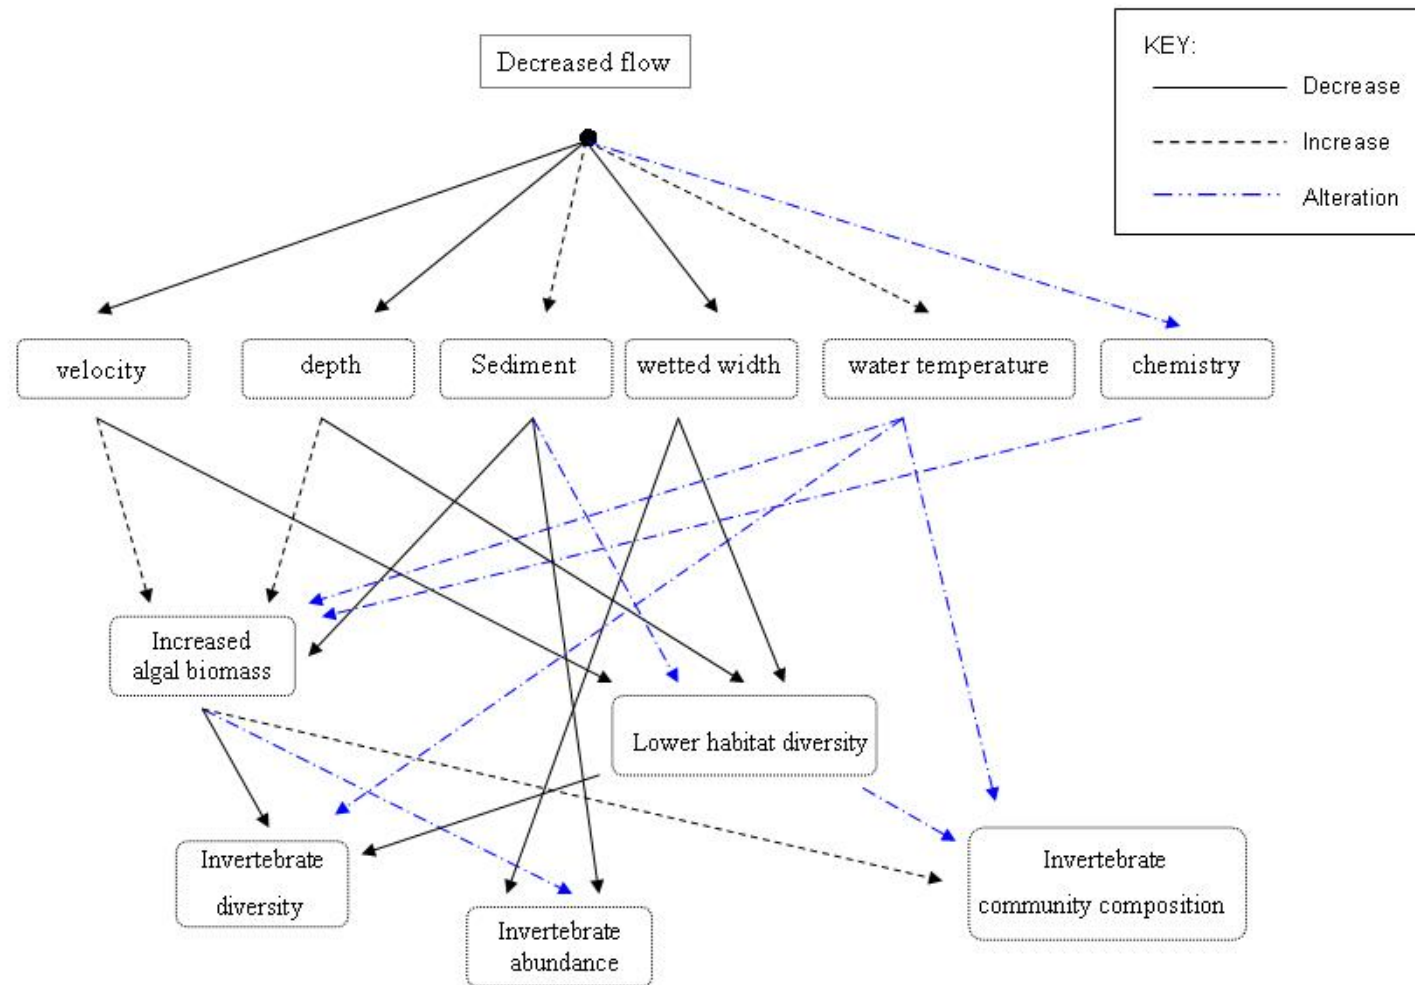 Decreased flow
KEY:
Decrease
Increase
Alteration
velocity
depth
Sediment
wetted width
water temperature
chemistry
Increased
algal biomass
Lower habitat diversity
Invertebrate
diversity
Invertebrate
abundance
Invertebrate
community composition